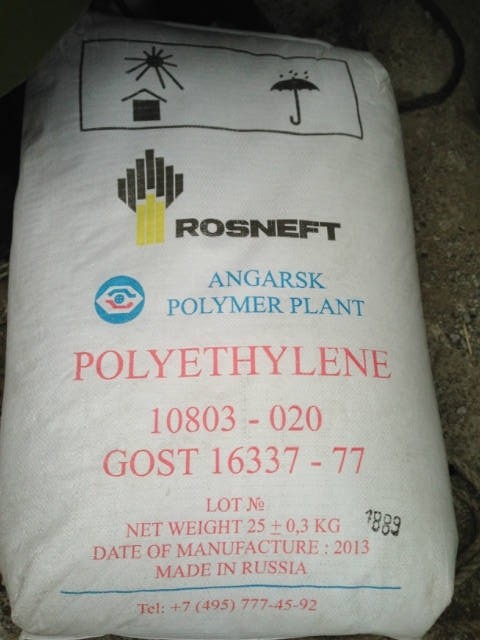 ROSNEFT
ANGARSK
POLYMER PLANT
POLYETHYLENE
10803 - 020
GOST 16337 - 77
LOT №
1889
NET WEIGHT 25 ± 0,3 KG
DATE OF MANUFACTURE : 2013
MADE IN RUSSIA
Tel: +7 (495) 777-45-92